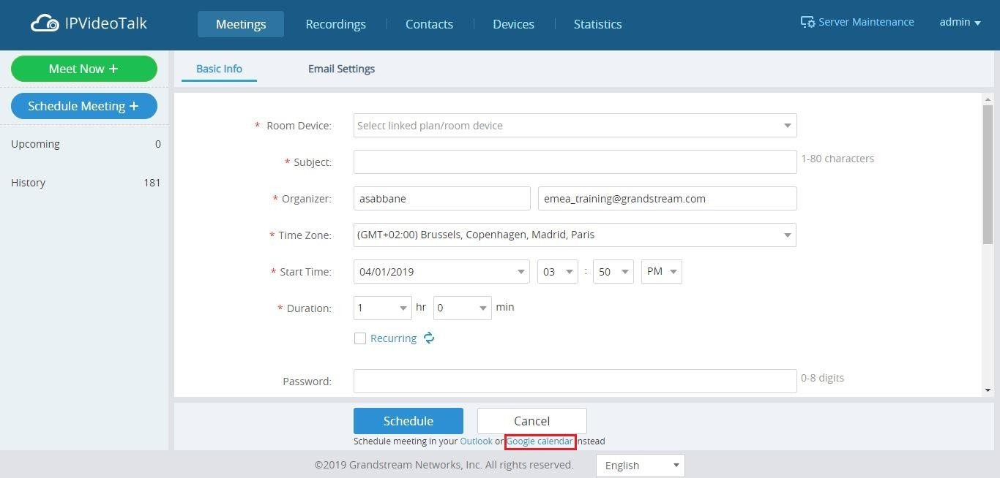 IPVideoTalk Meetings Recordings Contacts Devices Statistics Server Maintenance admin
Meet Now +
Schedule Meeting +
Upcoming 0
History 181
Basic Info Email Settings
* Room Device: Select linked plan/room device
* Subject: 1-80 characters
* Organizer: asabbane emea_training@grandstream.com
* Time Zone: (GMT+02:00) Brussels, Copenhagen, Madrid, Paris
* Start Time: 04/01/2019 03 : 50 PM
* Duration: 1 hr 0 min
Recurring
Password: 0-8 digits
Schedule Cancel
Schedule meeting in your Outlook or Google calendar instead
©2019 Grandstream Networks, Inc. All rights reserved. English